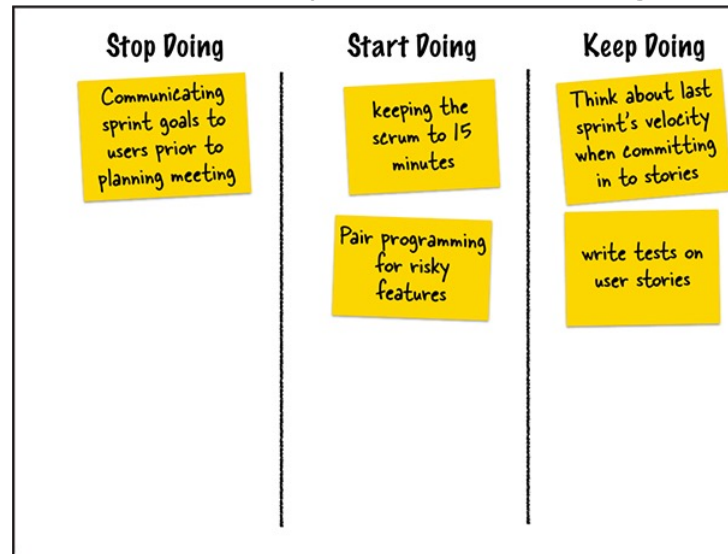 Stop Doing
Communicating
sprint goals to
users prior to
planning meeting
Start Doing
keeping the
scrum to 15
minutes
Pair programming
for risky
features
Keep Doing
Think about last
sprint's velocity
when committing
in to stories
write tests on
user stories